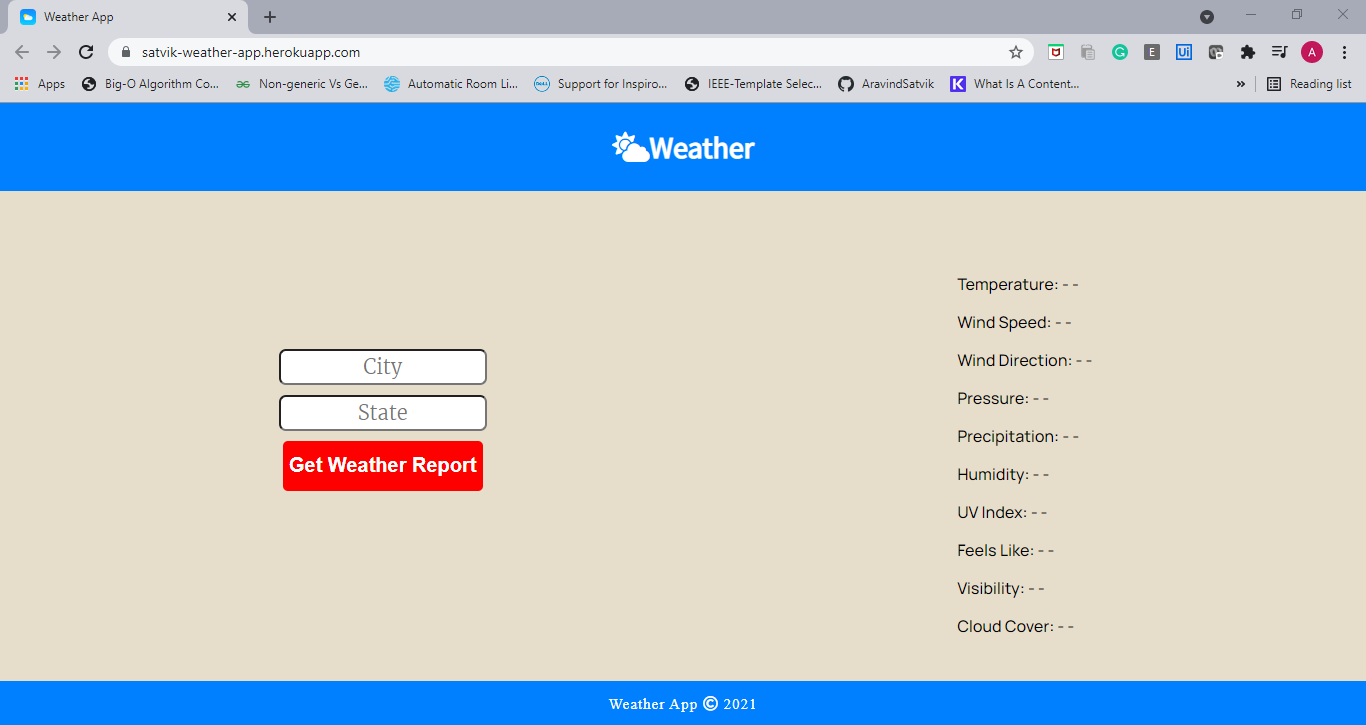 Weather App
satvik-weather-app.herokuapp.com
E
Ui
A
Apps
Big-O Algorithm Co...
Non-generic Vs Ge...
Automatic Room Li...
DELL
Support for Inspiro...
IEEE-Template Selec...
AravindSatvik
K
What Is A Content...
»
Reading list
Weather
City
State
Get Weather Report
Temperature: - -
Wind Speed: - -
Wind Direction: - -
Pressure: - -
Precipitation: - -
Humidity: - -
UV Index: - -
Feels Like: - -
Visibility: - -
Cloud Cover: - -
Weather App © 2021